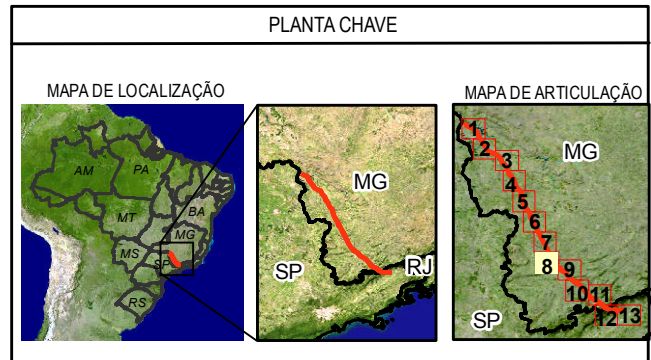 PLANTA CHAVE
MAPA DE LOCALIZAÇÃO
AM
PA
MT
BA
MG
MS
SP
RS
MG
SP
RJ
MAPA DE ARTICULAÇÃO
1
2
3
MG
4
5
6
7
8
9
10
11
12
13
SP